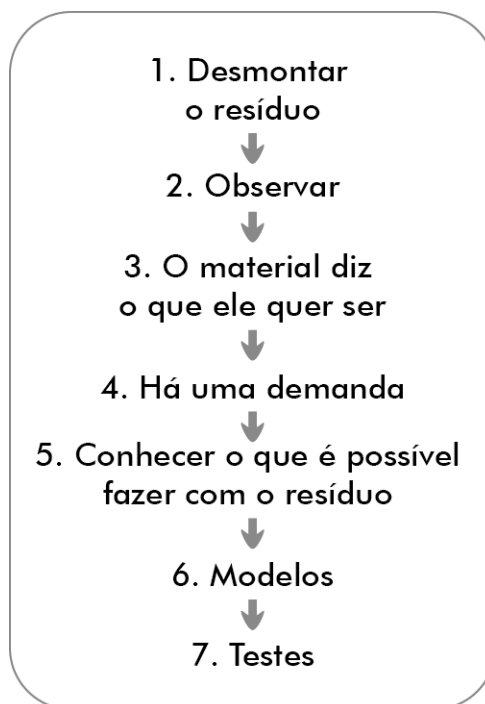 1. Desmontar
o resíduo
2. Observar
3. O material diz
o que ele quer ser
4. Há uma demanda
5. Conhecer o que é possível
fazer com o resíduo
6. Modelos
7. Testes